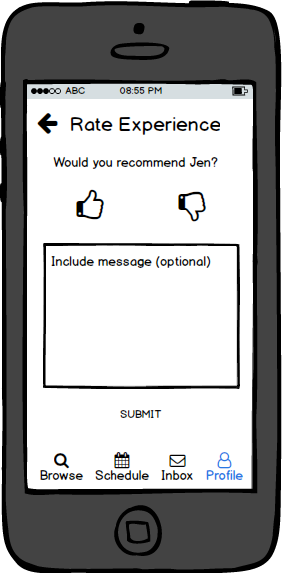 ABC 08:55 PM
Rate Experience
Would you recommend Jen?
Include message (optional)
SUBMIT
Browse Schedule Inbox Profile